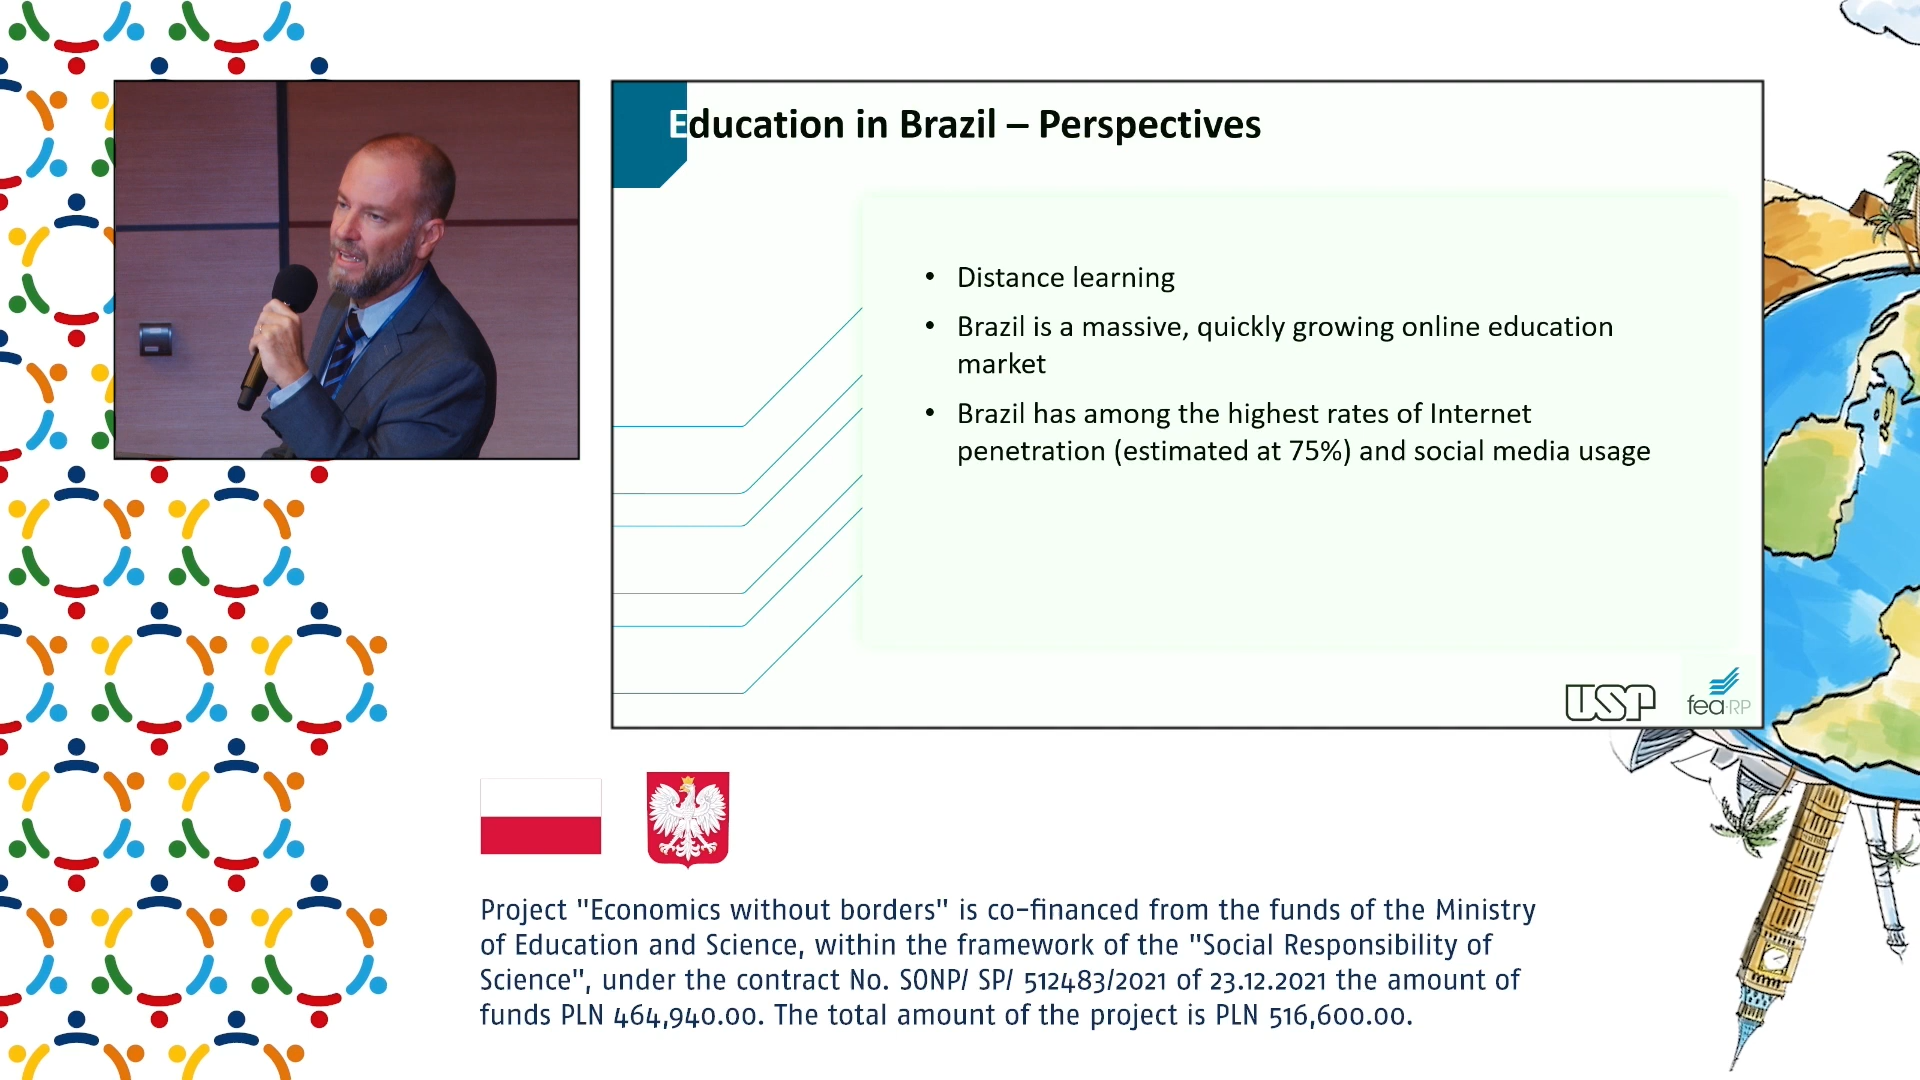 Education in Brazil – Perspectives
• Distance learning
• Brazil is a massive, quickly growing online education
market
• Brazil has among the highest rates of Internet
penetration (estimated at 75%) and social media usage
USP
fea·RP
Project "Economics without borders" is co-financed from the funds of the Ministry
of Education and Science, within the framework of the "Social Responsibility of
Science", under the contract No. SONP/ SP/ 512483/2021 of 23.12.2021 the amount of
funds PLN 464,940.00. The total amount of the project is PLN 516,600.00.